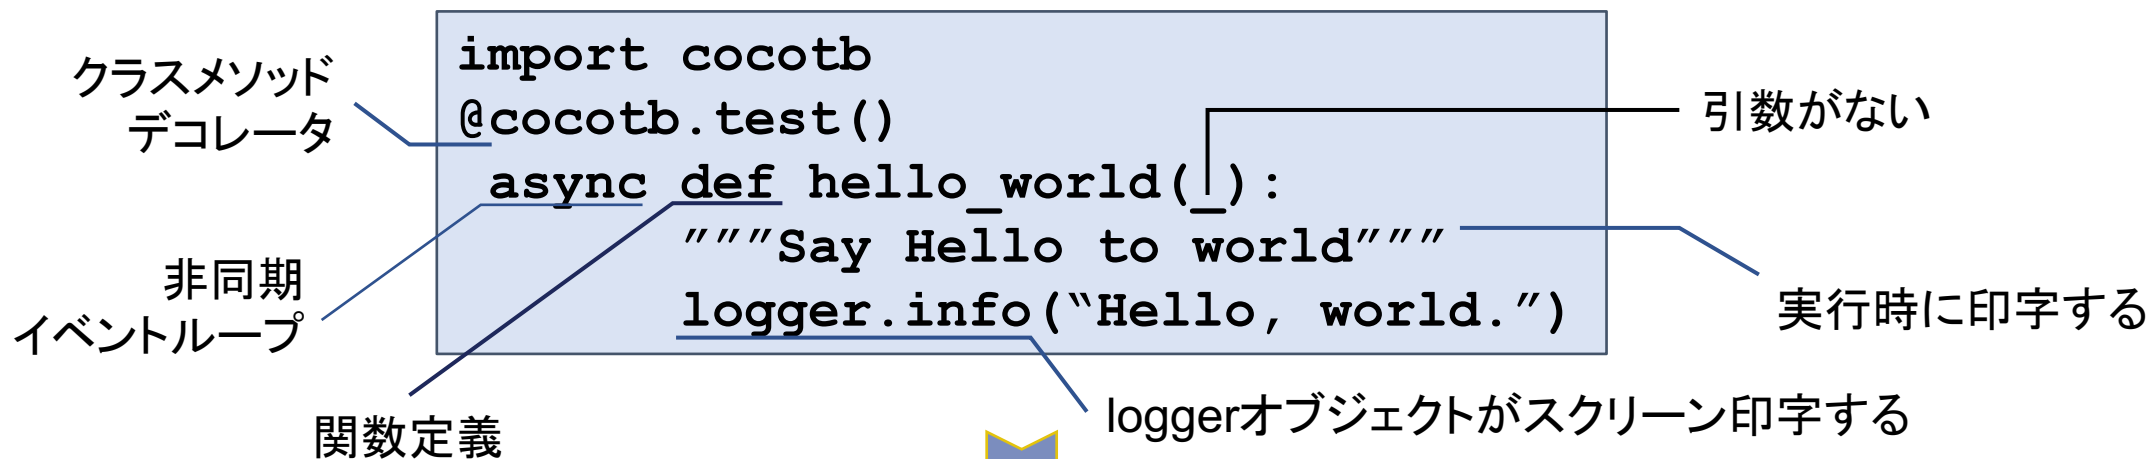 import cocotb
@cocotb.test()
async def hello_world(_):
″″″Say Hello to world″″″
logger.info(“Hello, world.″)
クラスメソッド
デコレータ
非同期
イベントループ
関数定義
引数がない
実行時に印字する
loggerオブジェクトがスクリーン印字する